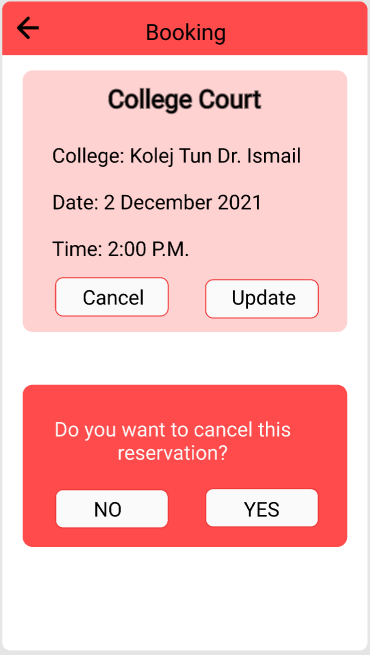 Booking
College Court
College: Kolej Tun Dr. Ismail
Date: 2 December 2021
Time: 2:00 P.M.
Cancel Update
Do you want to cancel this
reservation?
NO YES